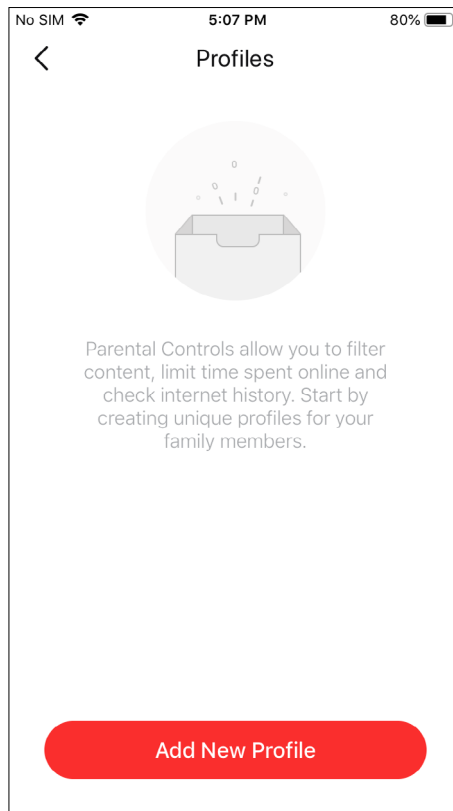 No SIM 5:07 PM 80%
Profiles
Parental Controls allow you to filter
content, limit time spent online and
check internet history. Start by
creating unique profiles for your
family members.
Add New Profile